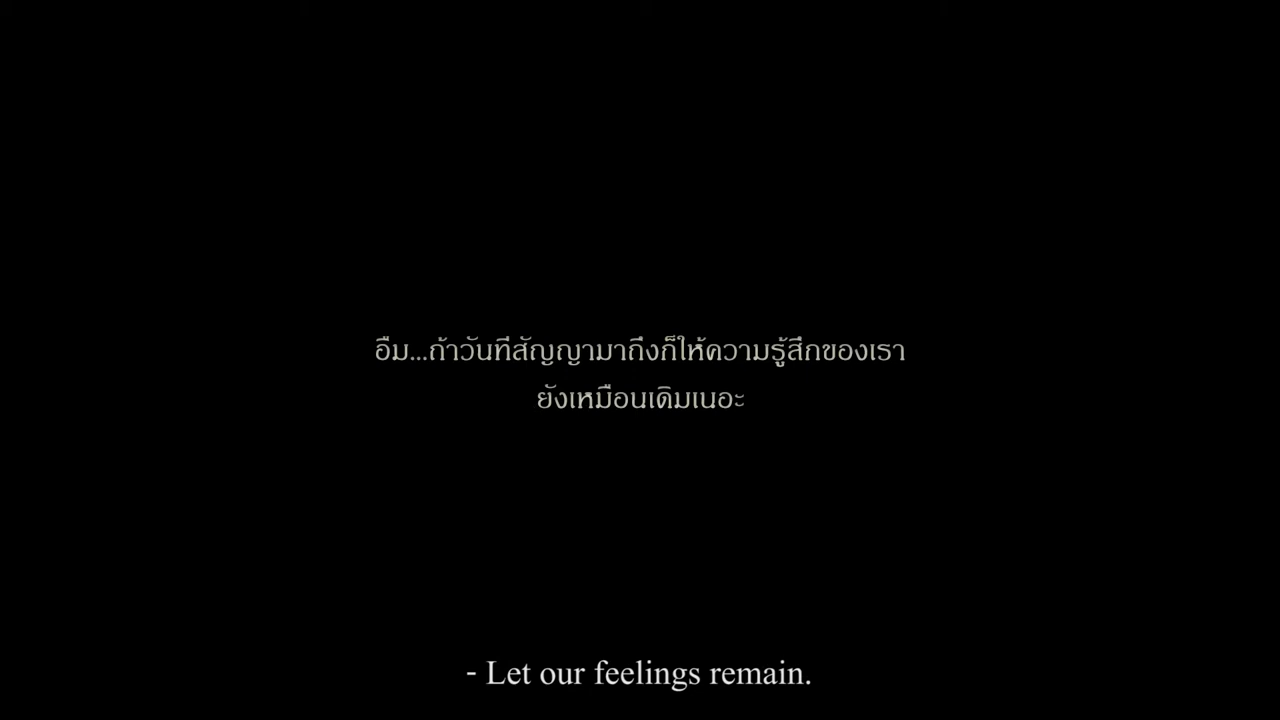 อืม...ถ้าวันที่สัญญามาถึงก็ให้ความรู้สึกของเรา
ยังเหมือนเดิมเนอะ
- Let our feelings remain.